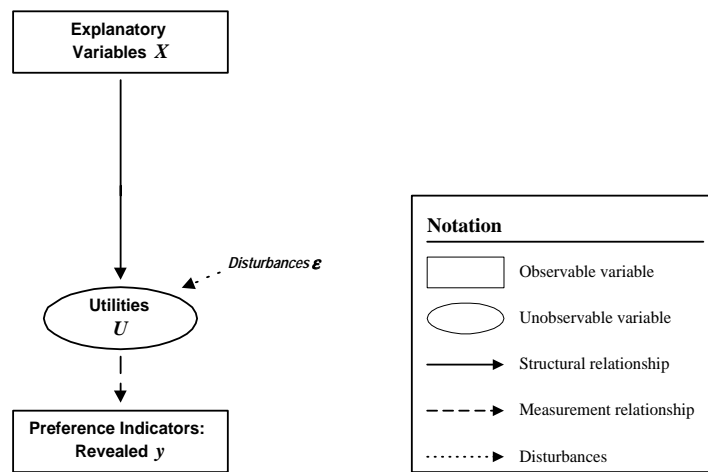 Explanatory
Variables X
Disturbances ε
Utilities
U
Preference Indicators:
Revealed y
Notation
Observable variable
Unobservable variable
Structural relationship
Measurement relationship
Disturbances